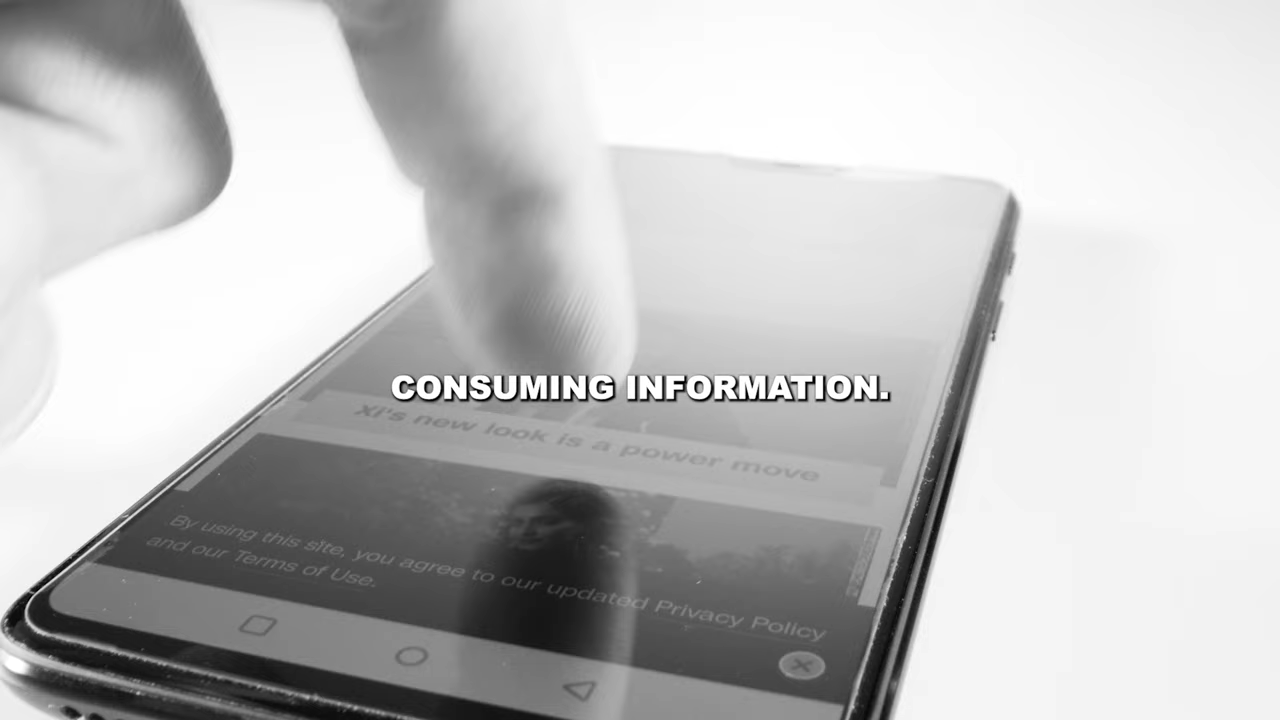 CONSUMING INFORMATION.
Xi's new look is a power move
By using this site, you agree to our updated Privacy Policy
and our Terms of Use.